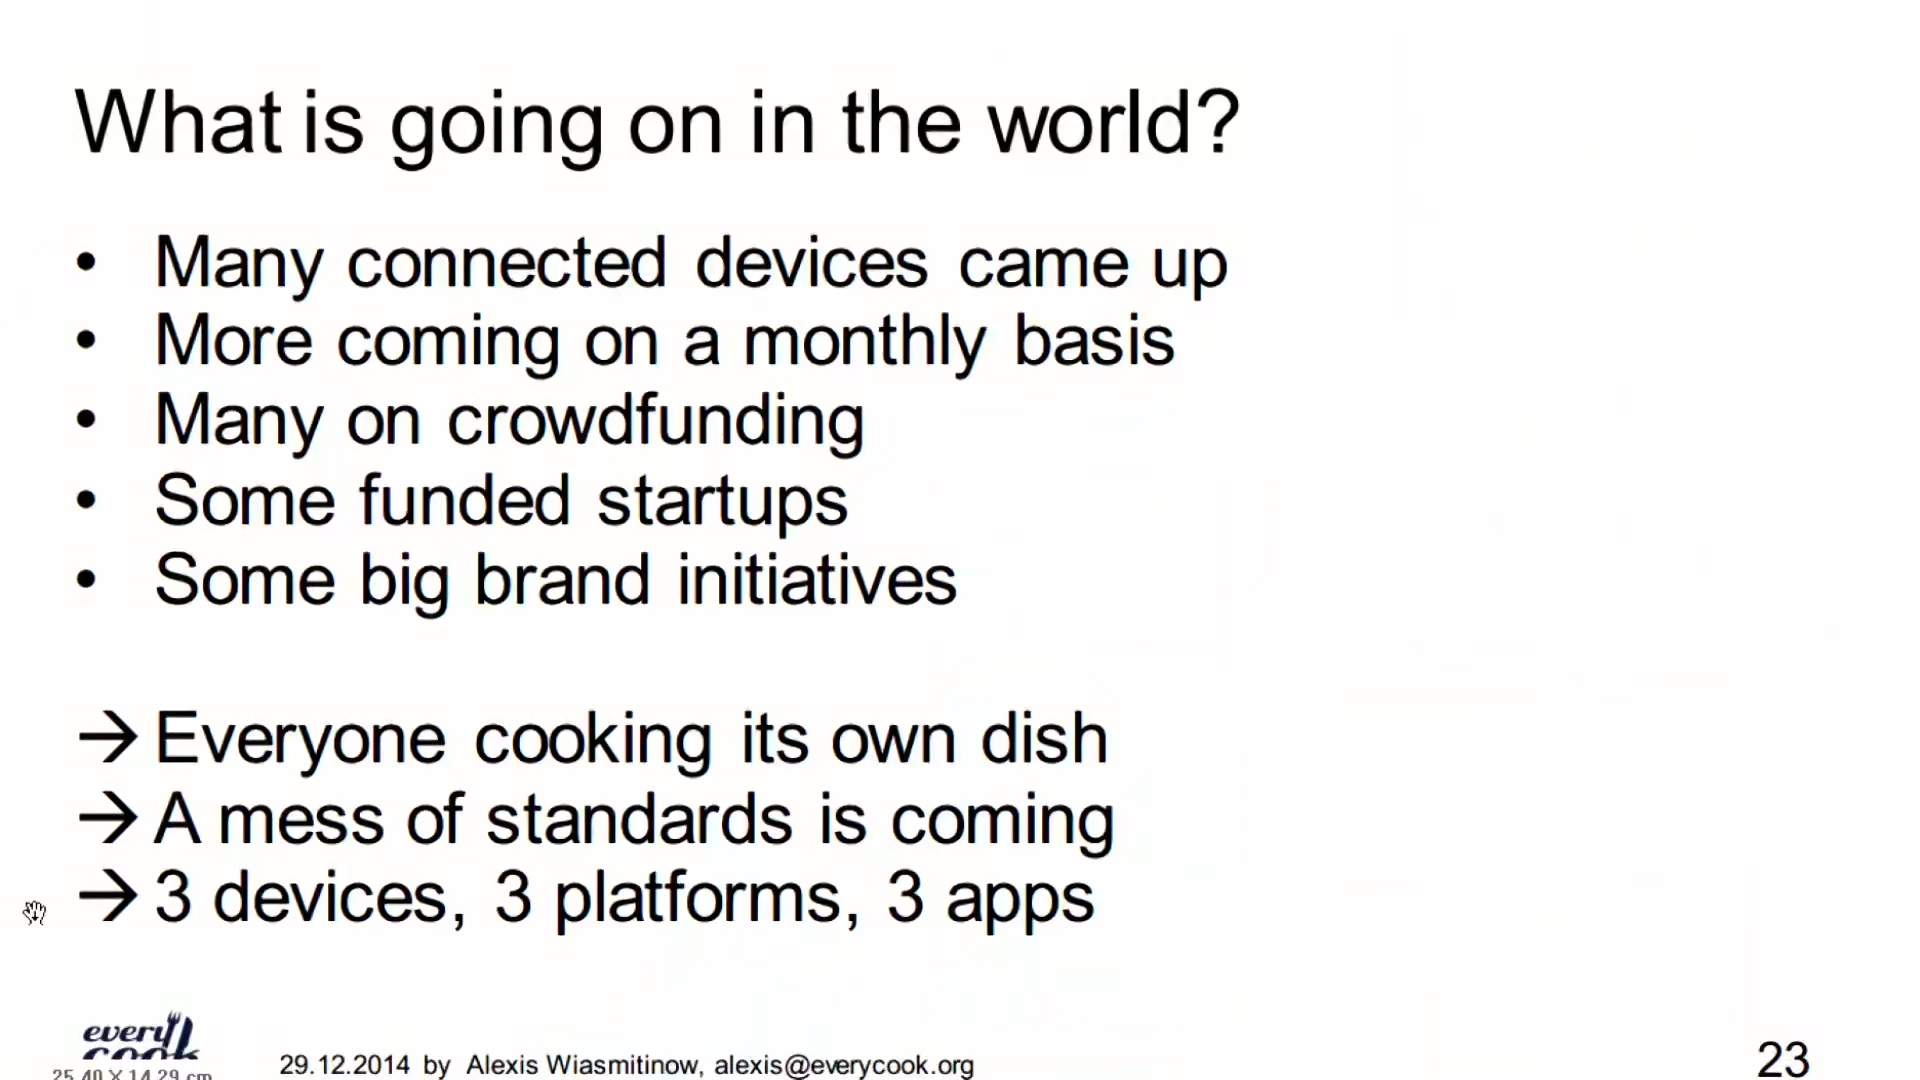 What is going on in the world?
• Many connected devices came up
• More coming on a monthly basis
• Many on crowdfunding
• Some funded startups
• Some big brand initiatives
→ Everyone cooking its own dish
→ A mess of standards is coming
→ 3 devices, 3 platforms, 3 apps
every
cook
25.40 X 14.29 cm
29.12.2014 by Alexis Wiasmitinow, alexis@everycook.org
23